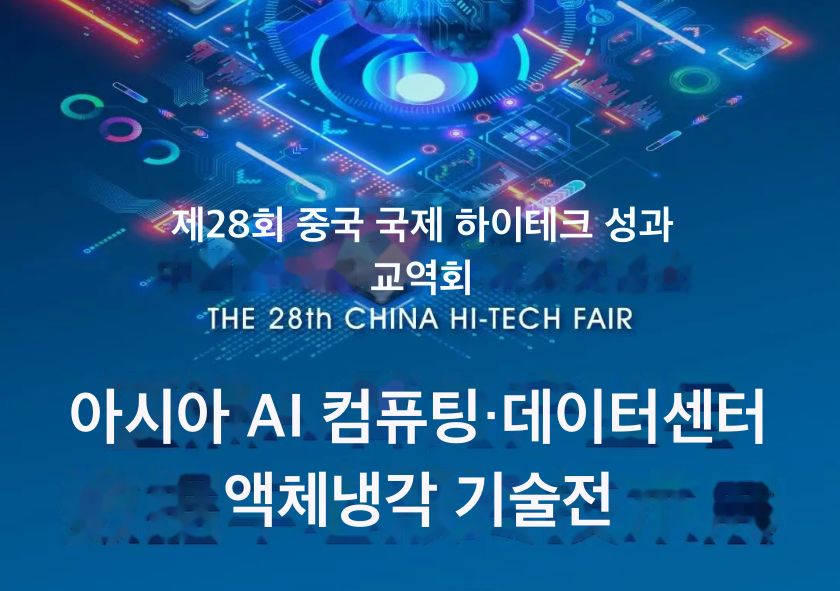 제28회 중국 국제 하이테크 성과
교역회
THE 28th CHINA HI-TECH FAIR
아시아 AI 컴퓨팅·데이터센터
액체냉각 기술전